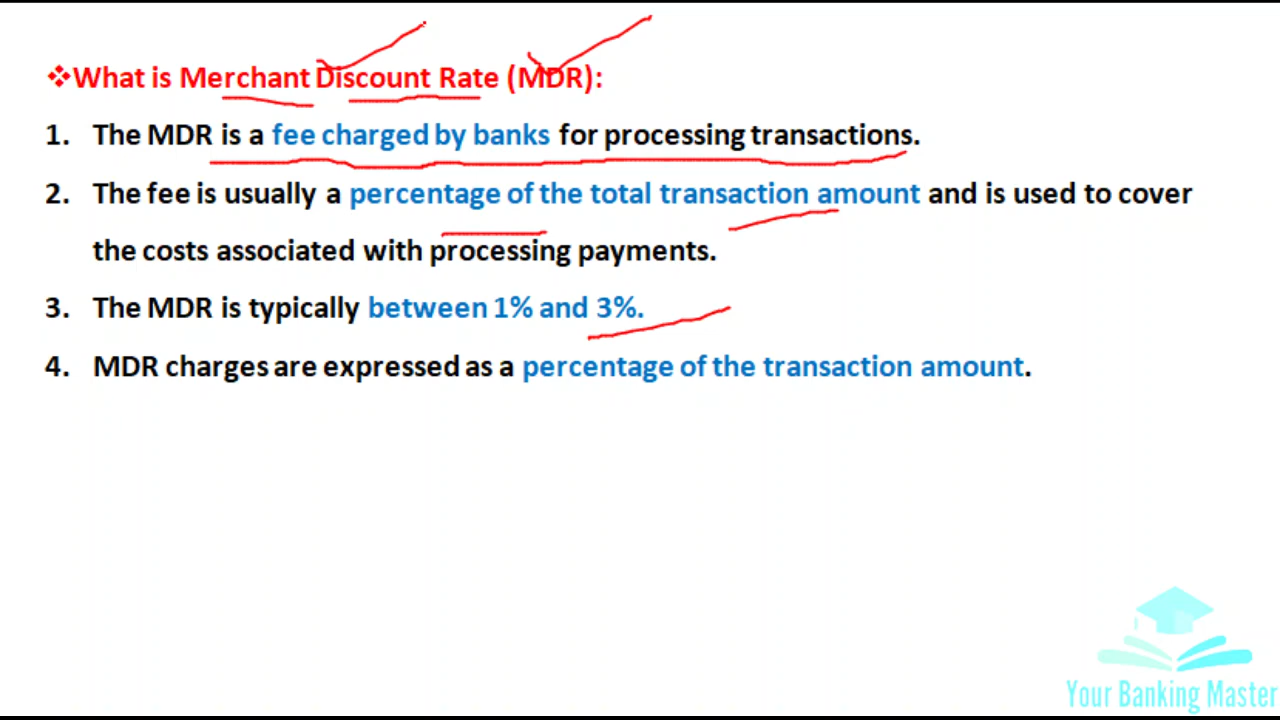 ❖What is Merchant Discount Rate (MDR):
1. The MDR is a fee charged by banks for processing transactions.
2. The fee is usually a percentage of the total transaction amount and is used to cover
the costs associated with processing payments.
3. The MDR is typically between 1% and 3%.
4. MDR charges are expressed as a percentage of the transaction amount.
Your Banking Master